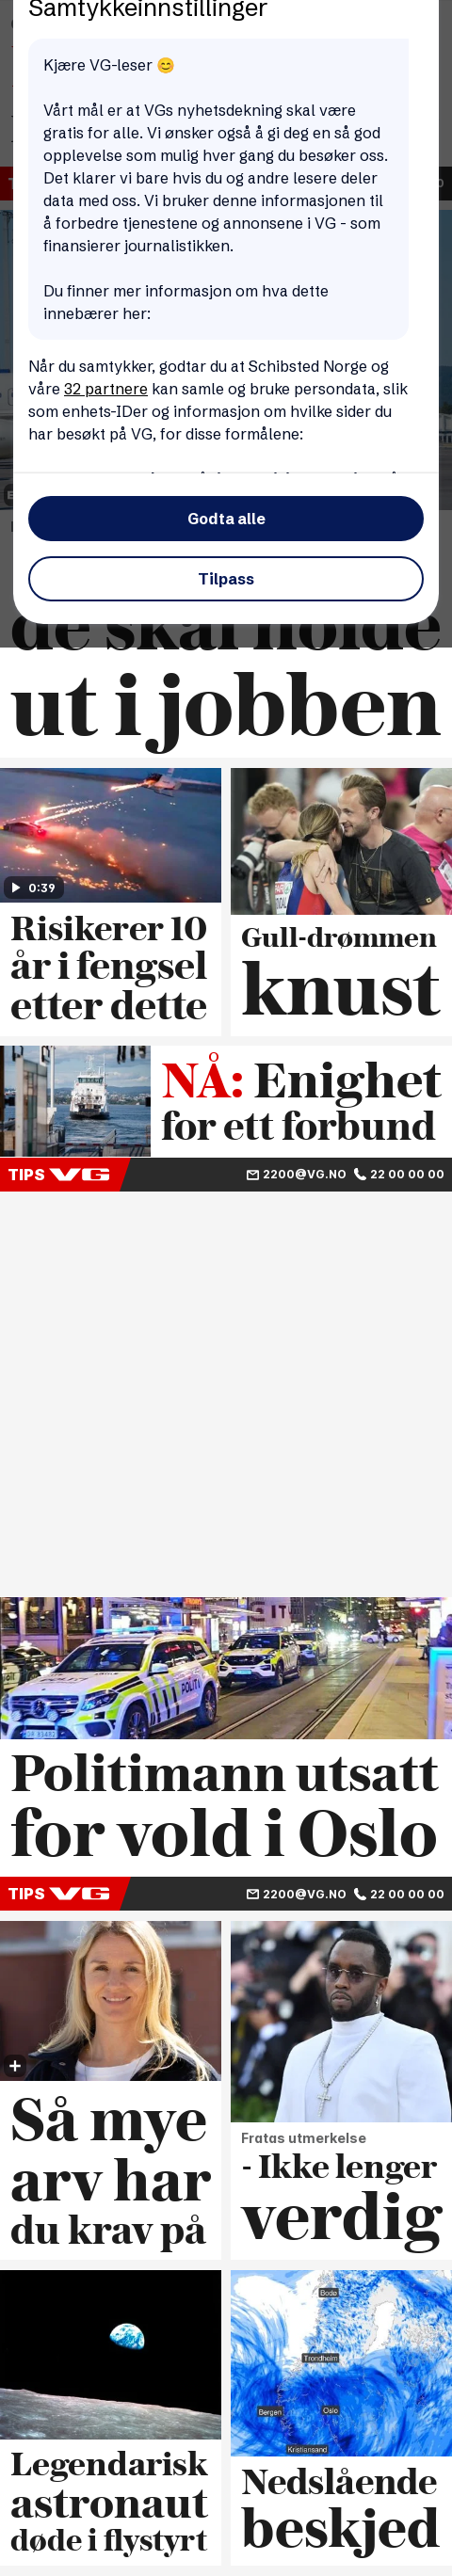 Samtykkeinnstillinger
Kjære VG-leser 😊
Vårt mål er at VGs nyhetsdekning skal være
gratis for alle. Vi ønsker også å gi deg en så god
opplevelse som mulig hver gang du besøker oss.
Det klarer vi bare hvis du og andre lesere deler
data med oss. Vi bruker denne informasjonen til
å forbedre tjenestene og annonsene i VG - som
finansierer journalistikken.
Du finner mer informasjon om hva dette
innebærer her:
Når du samtykker, godtar du at Schibsted Norge og
våre 32 partnere kan samle og bruke persondata, slik
som enhets-IDer og informasjon om hvilke sider du
har besøkt på VG, for disse formålene:
Godta alle
Tilpass
de skal holde
ut i jobben
0:39
Risikerer 10
år i fengsel
etter dette
Gull-drømmen
knust
NÅ: Enighet
for ett forbund
TIPS VG 2200@VG.NO 22 00 00 00
POLITI
Politimann utsatt
for vold i Oslo
TIPS VG 2200@VG.NO 22 00 00 00
Så mye
arv har
du krav på
Fratas utmerkelse
- Ikke lenger
verdig
Legendarisk
astronaut
døde i flystyrt
Bodø
Trondheim
Bergen
Oslo
Kristiansand
Nedslående
beskjed